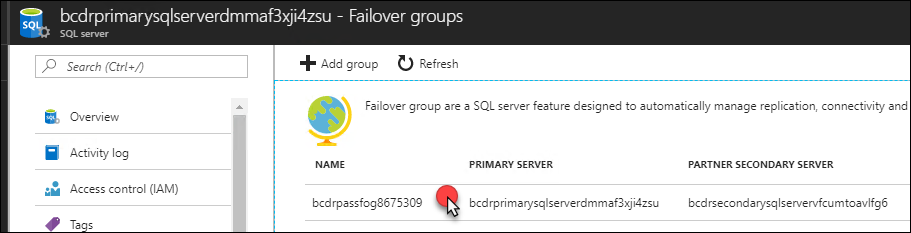 bcdrprimarysqlserverdmmaf3xji4zsu - Failover groups
SQL server
SQL
Search (Ctrl+/)
Add group
Refresh
Overview
Activity log
Access control (IAM)
Tags
Failover group are a SQL server feature designed to automatically manage replication, connectivity and
NAME PRIMARY SERVER PARTNER SECONDARY SERVER
bcdrpassfog8675309 bcdrprimarysqlserverdmmaf3xji4zsu bcdrsecondarysqlservervfcumtoavlfg6